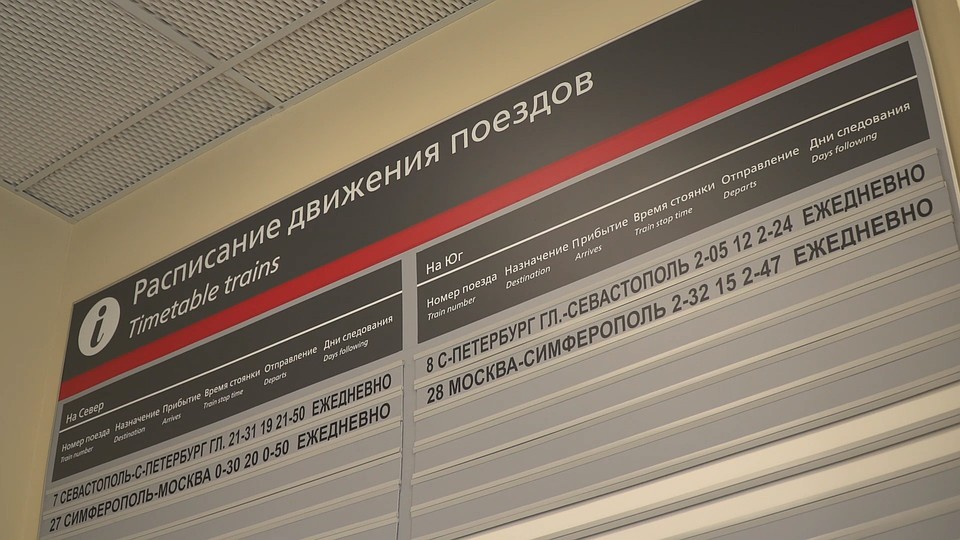 i
Расписание движения поездов
Timetable trains
На Север
Номер поезда Назначение Прибытие Время стоянки Отправление Дни следования
Train number Destination Arrives Train stop time Departs Days following
7 СЕВАСТОПОЛЬ-С-ПЕТЕРБУРГ ГЛ. 21-31 19 21-50 ЕЖЕДНЕВНО
27 СИМФЕРОПОЛЬ-МОСКВА 0-30 20 0-50 ЕЖЕДНЕВНО
На Юг
Номер поезда Назначение Прибытие Время стоянки Отправление Дни следования
Train number Destination Arrives Train stop time Departs Days following
8 С-ПЕТЕРБУРГ ГЛ.-СЕВАСТОПОЛЬ 2-05 12 2-24 ЕЖЕДНЕВНО
28 МОСКВА-СИМФЕРОПОЛЬ 2-32 15 2-47 ЕЖЕДНЕВНО